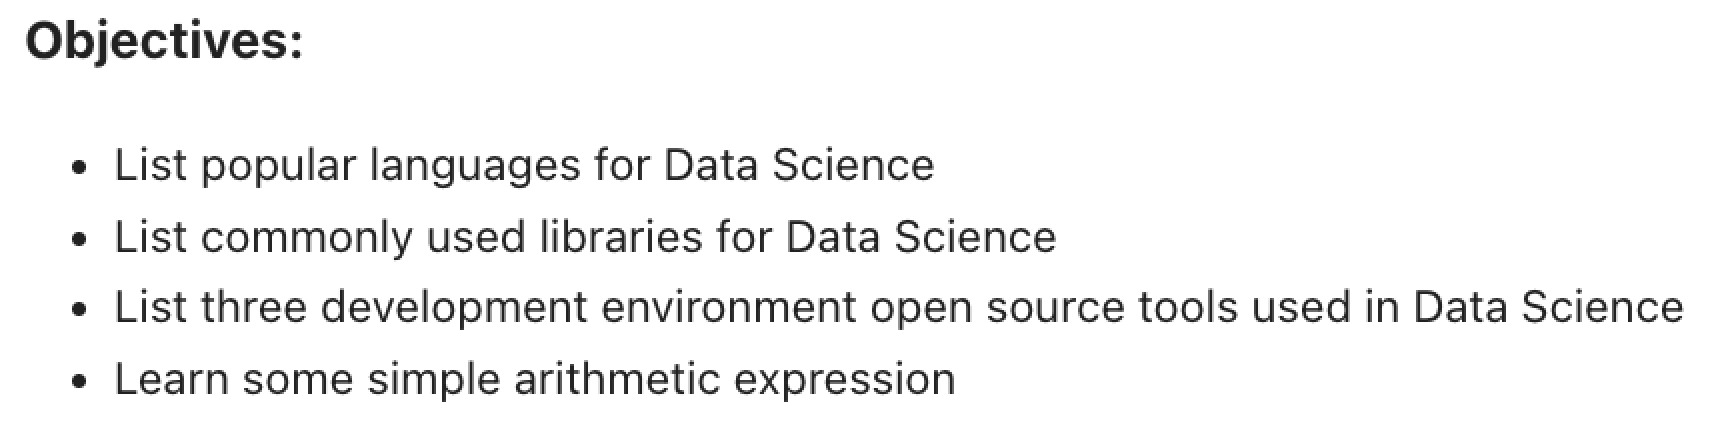 Objectives:
• List popular languages for Data Science
• List commonly used libraries for Data Science
• List three development environment open source tools used in Data Science
• Learn some simple arithmetic expression